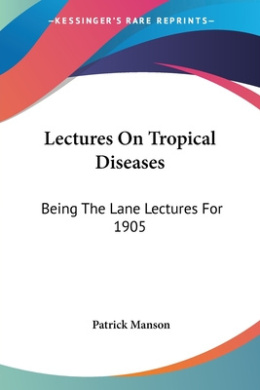 •KESSINGER'S RARE REPRINTS•
Lectures On Tropical
Diseases
Being The Lane Lectures For
1905
Patrick Manson